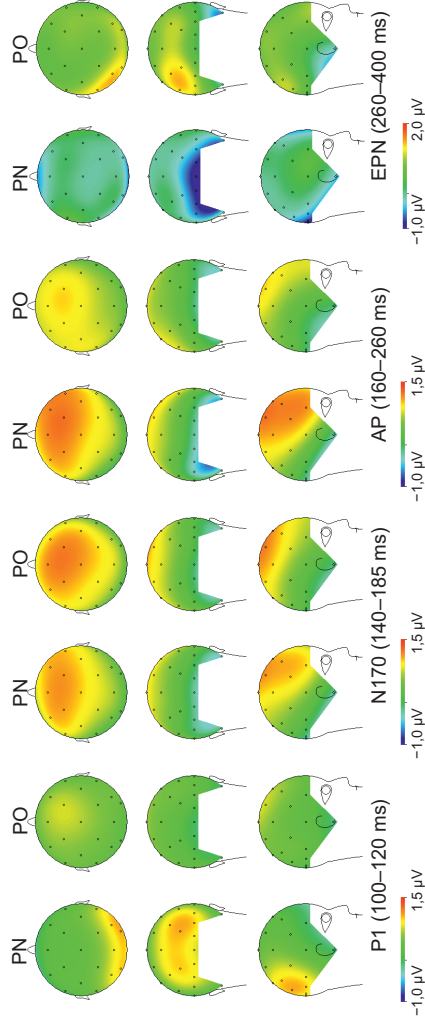 PN PO PN PO PN PO PN PO
P1 (100–120 ms) N170 (140–185 ms) AP (160–260 ms) EPN (260–400 ms)
−1,0 μV 1,5 μV −1,0 μV 1,5 μV −1,0 μV 1,5 μV −1,0 μV 2,0 μV